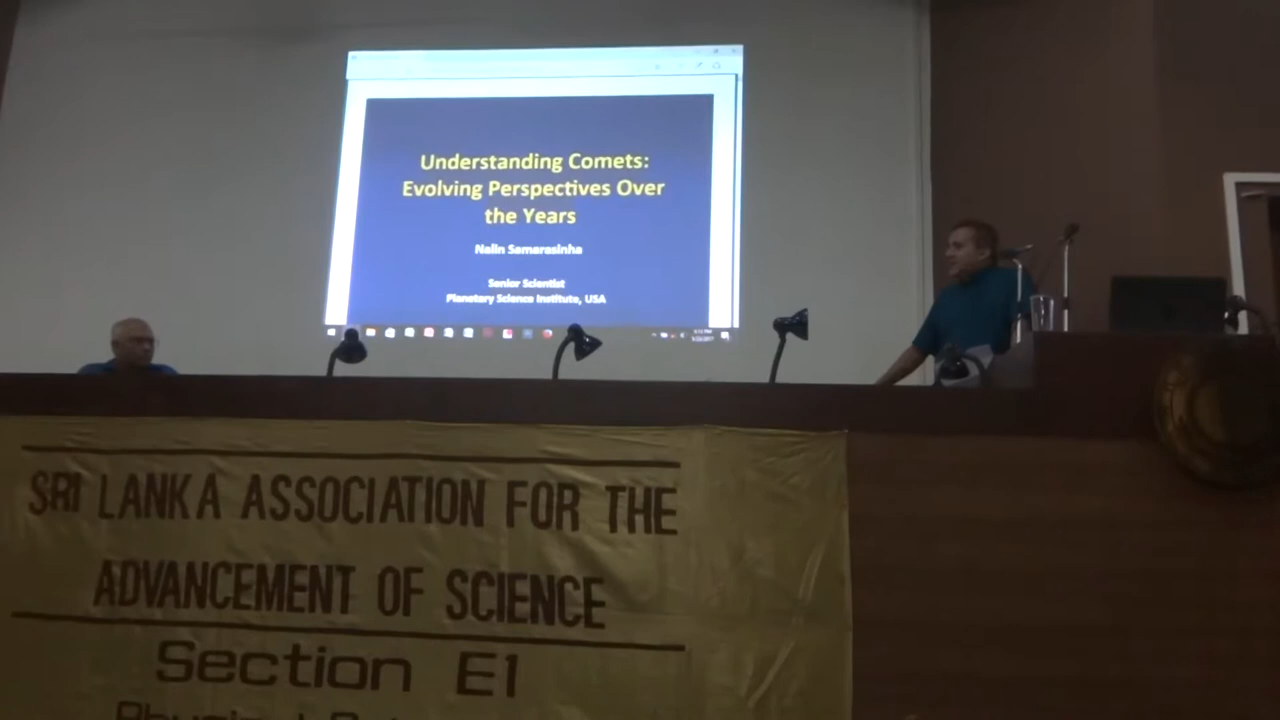 Understanding Comets:
Evolving Perspectives Over
the Years
Nalin Samarasinha
Senior Scientist
Planetary Science Institute, USA
SRI LANKA ASSOCIATION FOR THE
ADVANCEMENT OF SCIENCE
Section E1